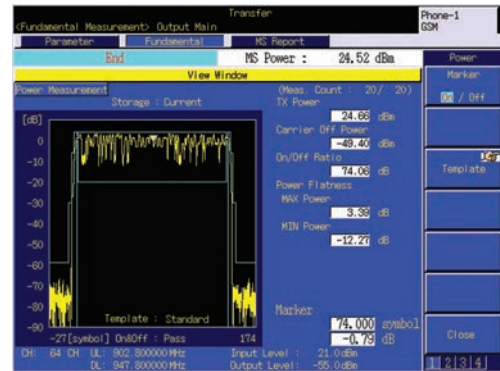 Transfer
Phone-1
<Fundamental Measurement> Output Main
GSM
Parameter
Fundamental
MS Report
Power
End
MS Power : 24.52 dBm
View Window
Marker
On / Off
Power Measurement
(Meas. Count : 20/ 20)
Storage : Current
TX Power
24.66 dBm
Carrier Off Power
-49.40 dBm
On/Off Ratio
74.06 dB
Power Flatness
MAX Power
3.39 dB
MIN Power
-12.27 dB
Template
[dB]
0
-10
-20
-30
-40
-50
-60
-70
-80
-90
Template : Standard
-27[symbol] On&Off : Pass 174
Marker
74.000 symbol
-0.79 dB
Close
CH: 64 CH UL: 902.800000MHz Input Level : 21.0dBm
DL: 947.800000MHz Output Level: -55.0dBm
1 2 3 4